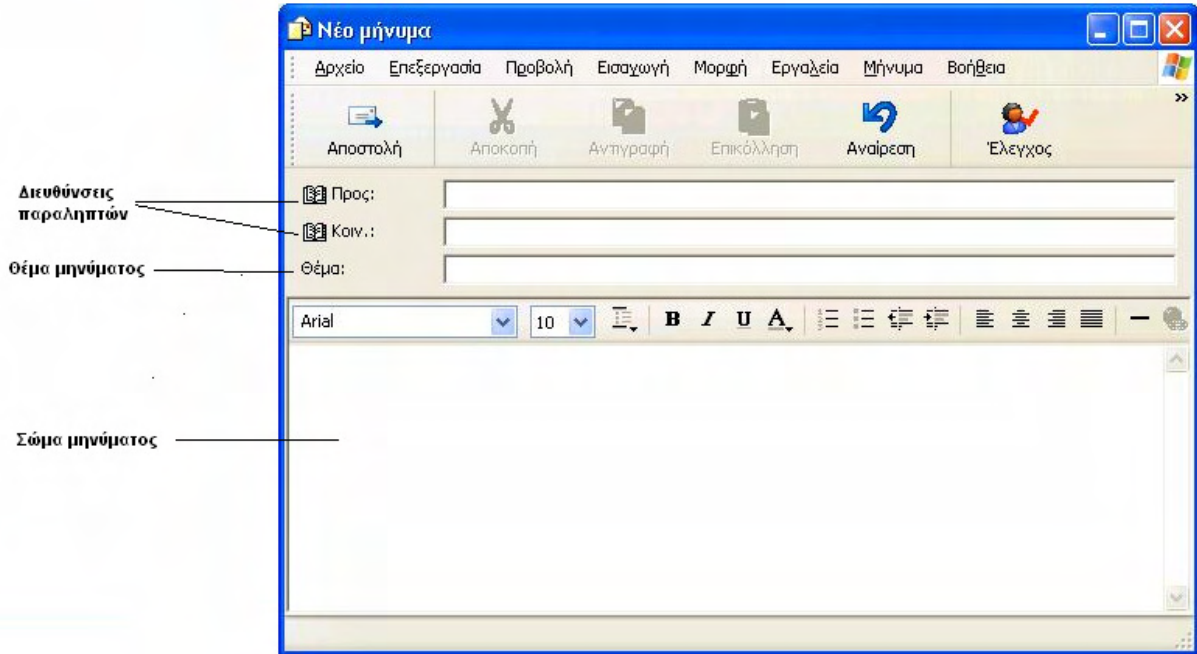 Νέο μήνυμα
Αρχείο Επεξεργασία Προβολή Εισαγωγή Μορφή Εργαλεία Μήνυμα Βοήθεια
»
Αποστολή Αποκοπή Αντιγραφή Επικόλληση Αναίρεση Έλεγχος
Διευθύνσεις
παραληπτών
Προς:
Κοιν.:
Θέμα μηνύματος
Θέμα:
Arial 10 B I U A
Σώμα μηνύματος